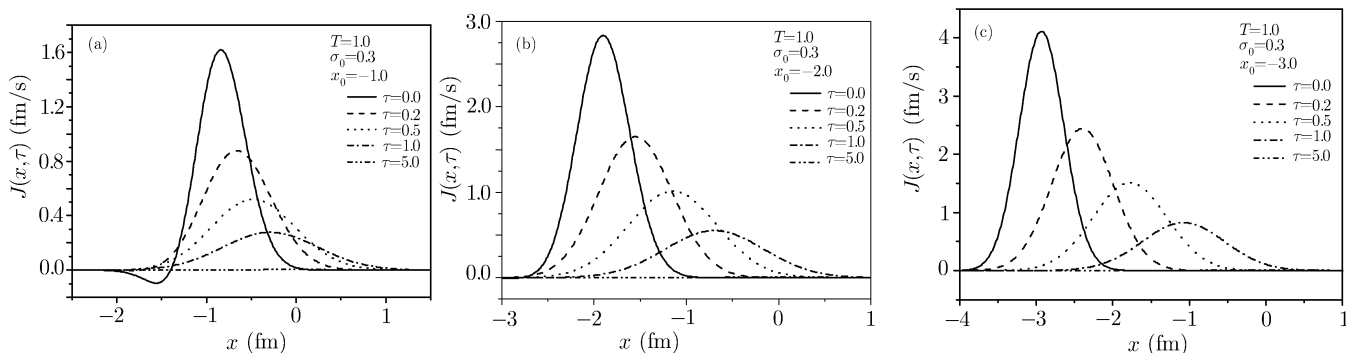 (a)
T=1.0
σ₀=0.3
x₀=−1.0
τ=0.0
τ=0.2
τ=0.5
τ=1.0
τ=5.0
J(x,τ) (fm/s)
1.6
1.2
0.8
0.4
0.0
−2
−1
0
1
x (fm)
(b)
T=1.0
σ₀=0.3
x₀=−2.0
τ=0.0
τ=0.2
τ=0.5
τ=1.0
τ=5.0
J(x,τ) (fm/s)
3.0
2.0
1.0
0.0
−3
−2
−1
0
1
x (fm)
(c)
T=1.0
σ₀=0.3
x₀=−3.0
τ=0.0
τ=0.2
τ=0.5
τ=1.0
τ=5.0
J(x,τ) (fm/s)
4
3
2
1
0
−4
−3
−2
−1
0
1
x (fm)